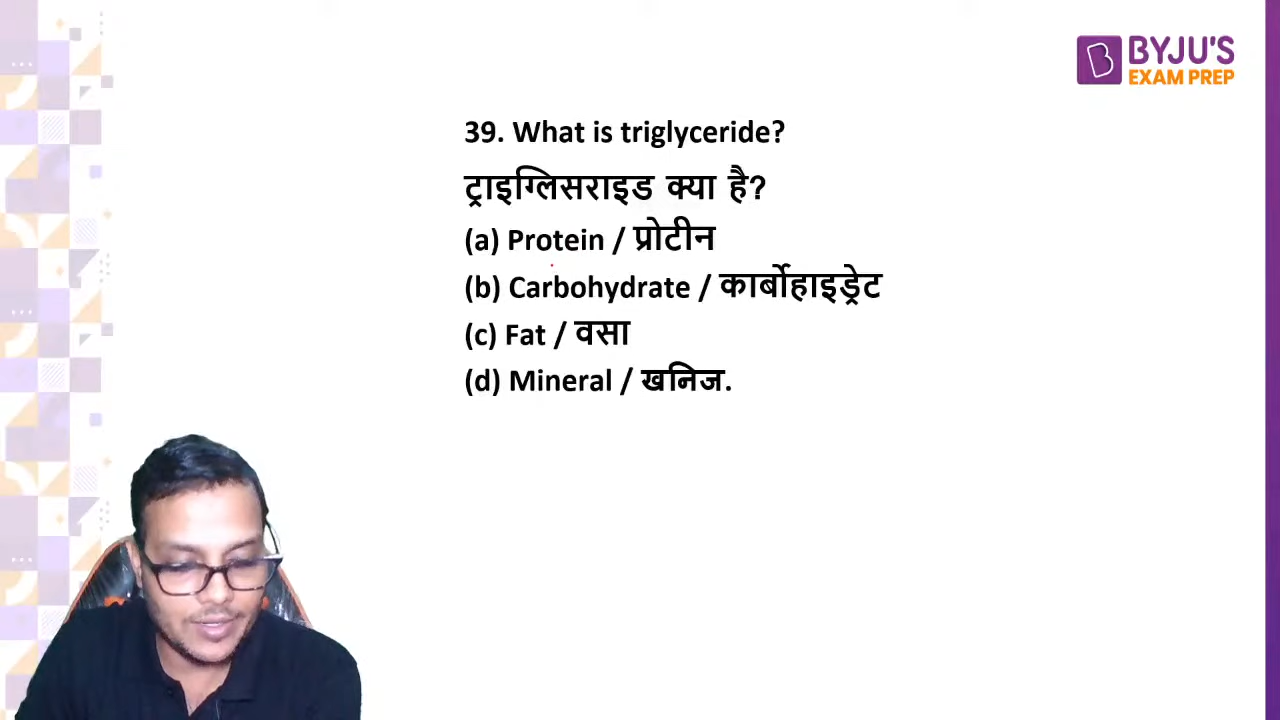 BYJU'S
EXAM PREP
39. What is triglyceride?
ट्राइग्लिसराइड क्या है?
(a) Protein / प्रोटीन
(b) Carbohydrate / कार्बोहाइड्रेट
(c) Fat / वसा
(d) Mineral / खनिज.